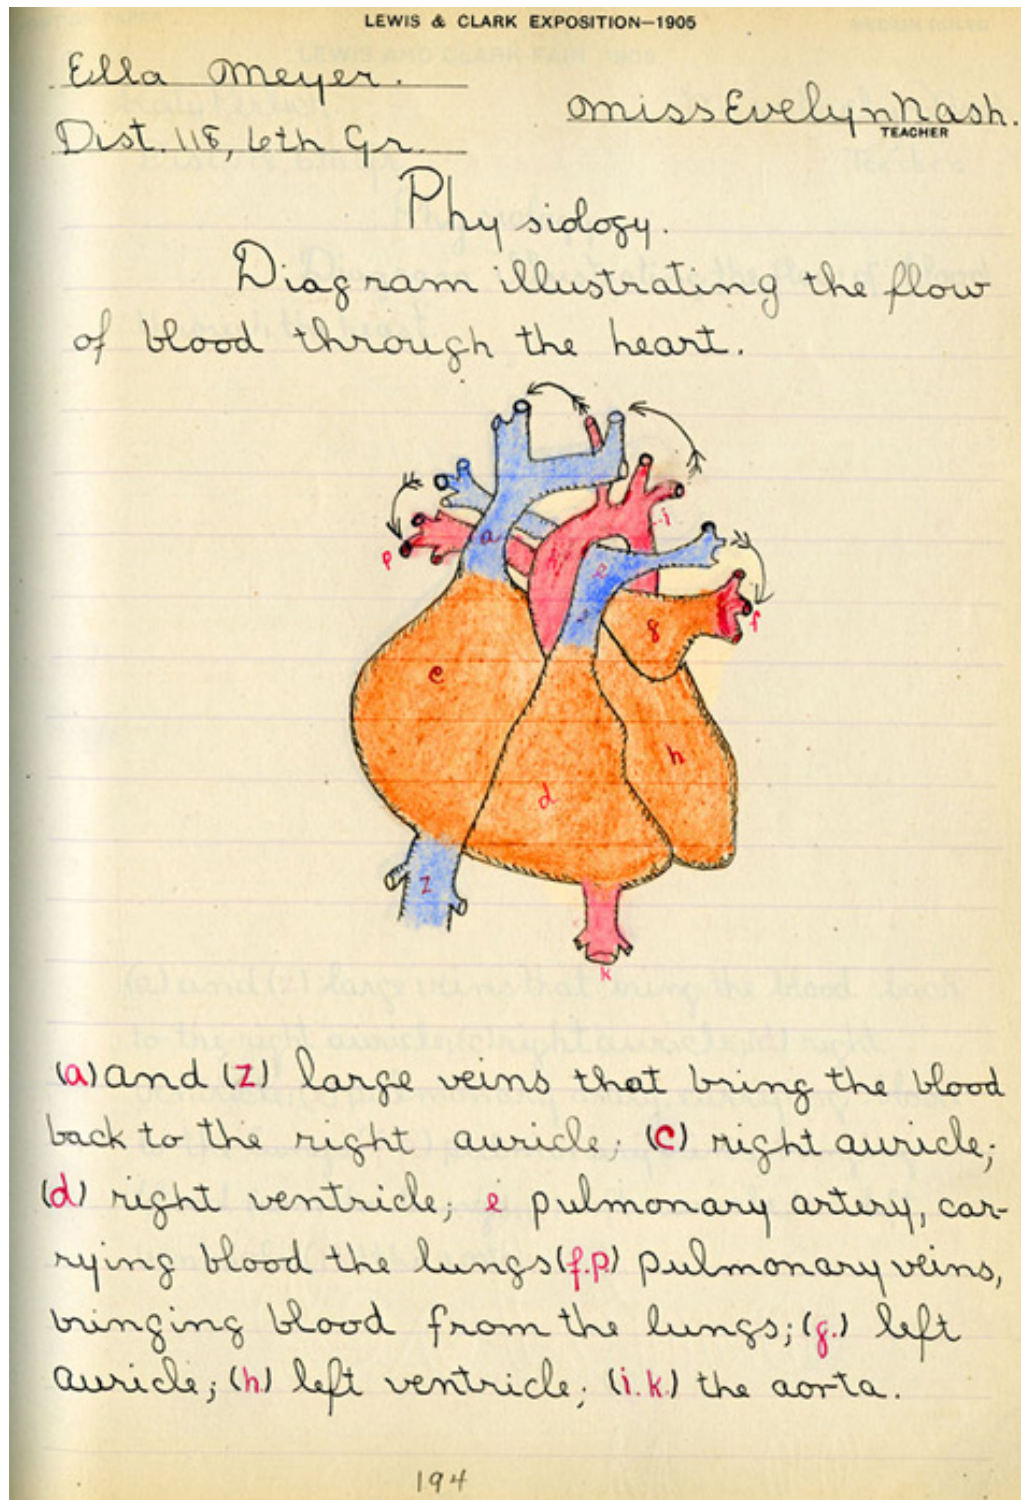 LEWIS & CLARK EXPOSITION—1905
Ella Meyer.
Miss Evelyn Nash.
TEACHER
Dist. 118, 6th Gr.
Physiology.
Diagram illustrating the flow
of blood through the heart.
a
h
i
p
e
f
g
c
h
d
z
k
(a) and (z) large veins that bring the blood
back to the right auricle; (c) right auricle;
(d) right ventricle; e pulmonary artery, car-
rying blood the lungs (f.p.) pulmonary veins,
bringing blood from the lungs; (g.) left
auricle; (h.) left ventricle; (i.k.) the aorta.
194